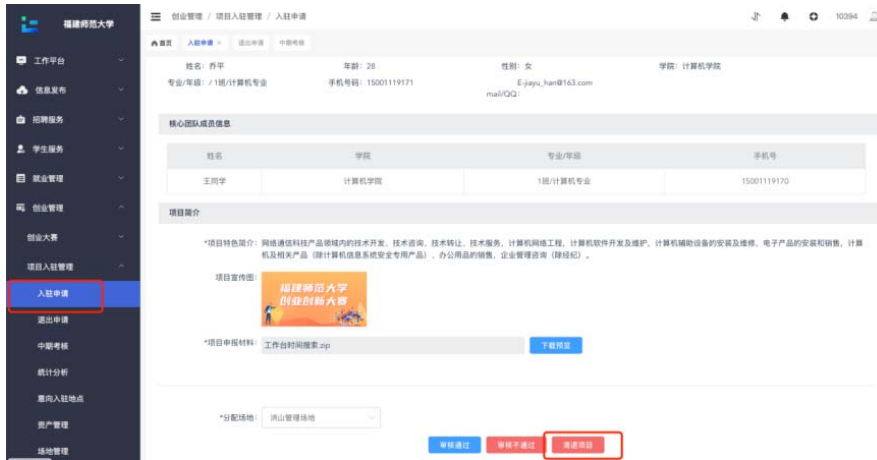 福建师范大学
创业管理 / 项目入驻管理 / 入驻申请
10394
首页 入驻申请 × 退出申请 中期考核
工作平台
信息发布
招聘服务
学生服务
就业管理
创业管理
创业大赛
项目入驻管理
入驻申请
退出申请
中期考核
统计分析
意向入驻地点
资产管理
场地管理
姓名: 乔平 年龄: 28 性别: 女 学院: 计算机学院
专业/年级: / 1班/计算机专业 手机号码: 15001119171 E-mail/QQ: jiayu_han@163.com
核心团队成员信息
姓名 学院 专业/年级 手机号
王同学 计算机学院 1班/计算机专业 15001119170
项目简介
*项目特色简介: 网络通信科技产品领域内的技术开发、技术咨询、技术转让、技术服务、计算机网络工程、计算机软件开发及维护、计算机辅助设备的安装及维修、电子产品的安装和销售、计算
机及相关产品(除计算机信息系统安全专用产品)、办公用品的销售、企业管理咨询(除经纪)。
项目宣传图:
福建师范大学
创业创新大赛
*项目申报材料: 工作台时间搜索.zip 下载预览
*分配场地: 洪山管理场地
审核通过 审核不通过 清退项目